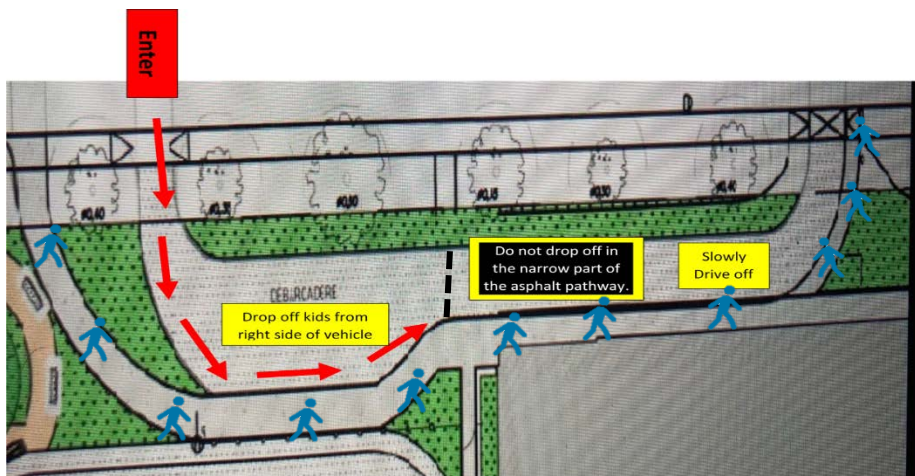 Enter
DÉBARCADÈRE
Drop off kids from
right side of vehicle
Do not drop off in
the narrow part of
the asphalt pathway.
Slowly
Drive off